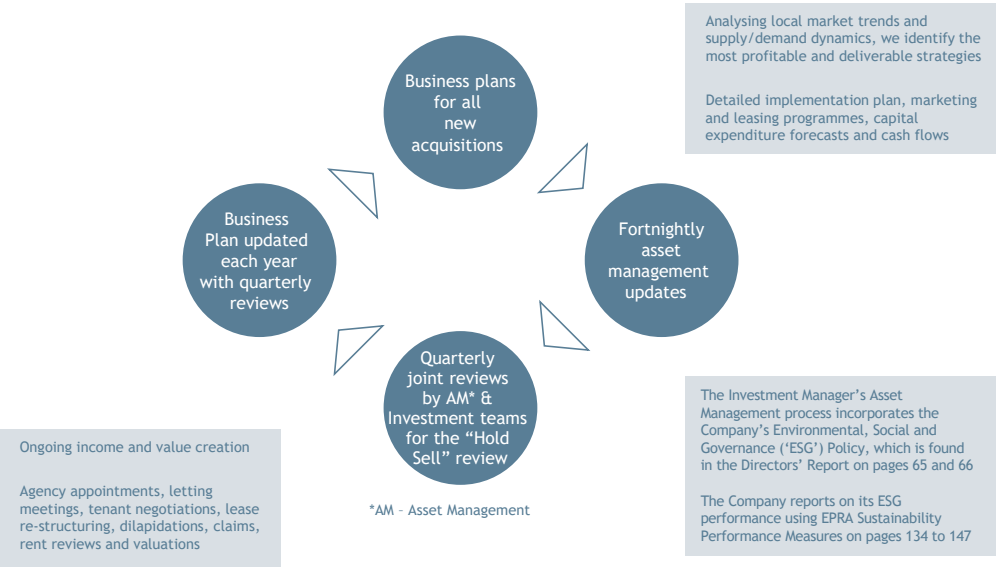 Analysing local market trends and
supply/demand dynamics, we identify the
most profitable and deliverable strategies
Detailed implementation plan, marketing
and leasing programmes, capital
expenditure forecasts and cash flows
Business plans
for all
new
acquisitions
Fortnightly
asset
management
updates
Business
Plan updated
each year
with quarterly
reviews
Quarterly
joint reviews
by AM* &
Investment teams
for the “Hold
Sell” review
*AM – Asset Management
The Investment Manager’s Asset
Management process incorporates the
Company’s Environmental, Social and
Governance (‘ESG’) Policy, which is found
in the Directors’ Report on pages 65 and 66
The Company reports on its ESG
performance using EPRA Sustainability
Performance Measures on pages 134 to 147
Ongoing income and value creation
Agency appointments, letting
meetings, tenant negotiations, lease
re-structuring, dilapidations, claims,
rent reviews and valuations